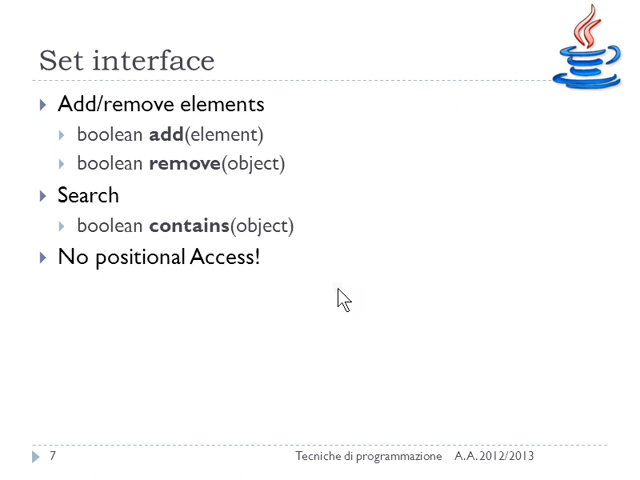 Set interface
Add/remove elements
boolean add(element)
boolean remove(object)
Search
boolean contains(object)
No positional Access!
7 Tecniche di programmazione A.A. 2012/2013